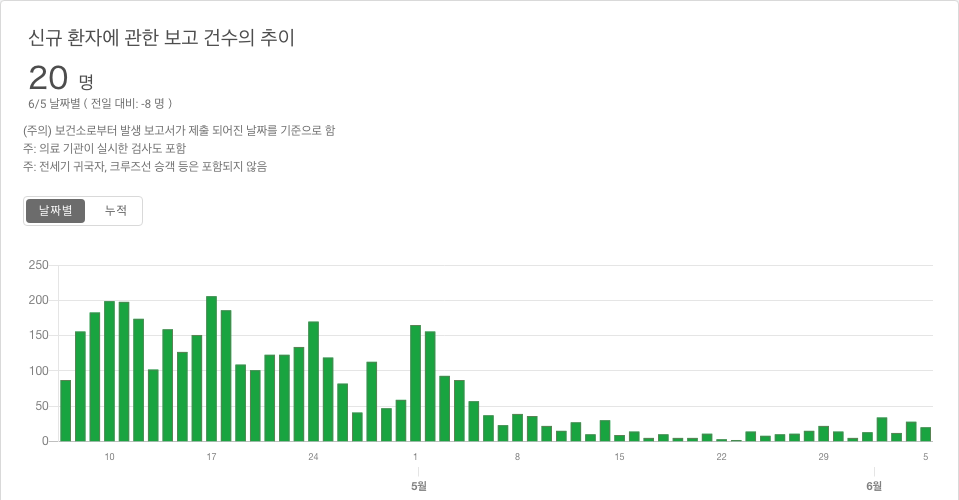 신규 환자에 관한 보고 건수의 추이
20 명
6/5 날짜별 ( 전일 대비: -8 명 )
(주의) 보건소로부터 발생 보고서가 제출 되어진 날짜를 기준으로 함
주: 의료 기관이 실시한 검사도 포함
주: 전세기 귀국자, 크루즈선 승객 등은 포함되지 않음
날짜별 누적
250
200
150
100
50
0
10 17 24 1 8 15 22 29 5
5월 6월